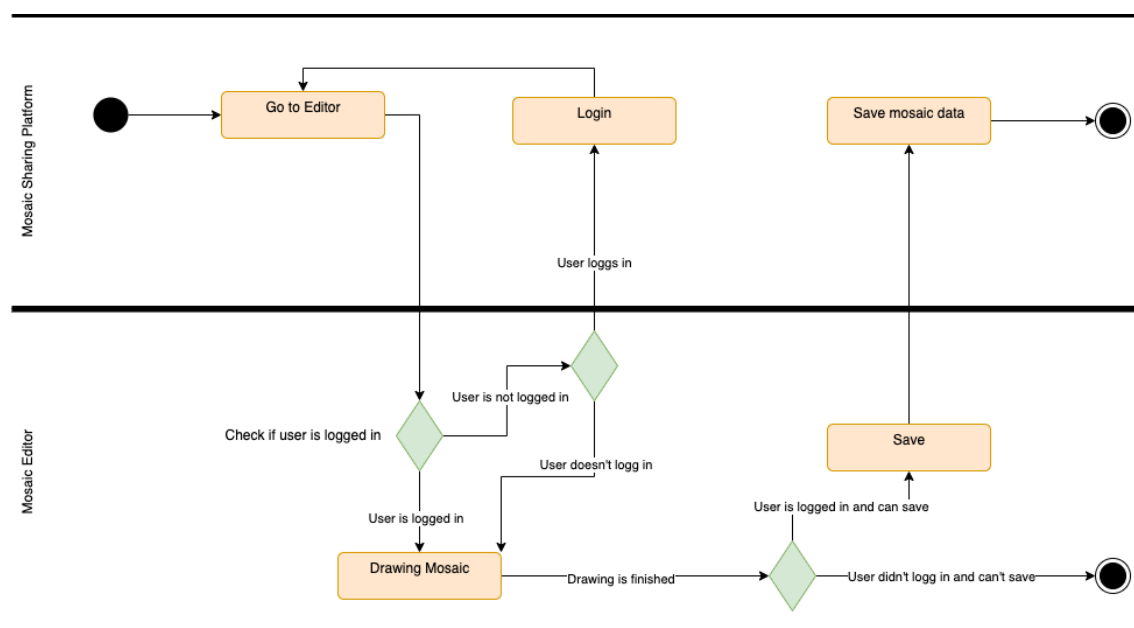 Mosaic Sharing Platform
Go to Editor
Login
Save mosaic data
User loggs in
Mosaic Editor
User is not logged in
Check if user is logged in
Save
User doesn't logg in
User is logged in and can save
User is logged in
Drawing Mosaic
Drawing is finished
User didn't logg in and can't save